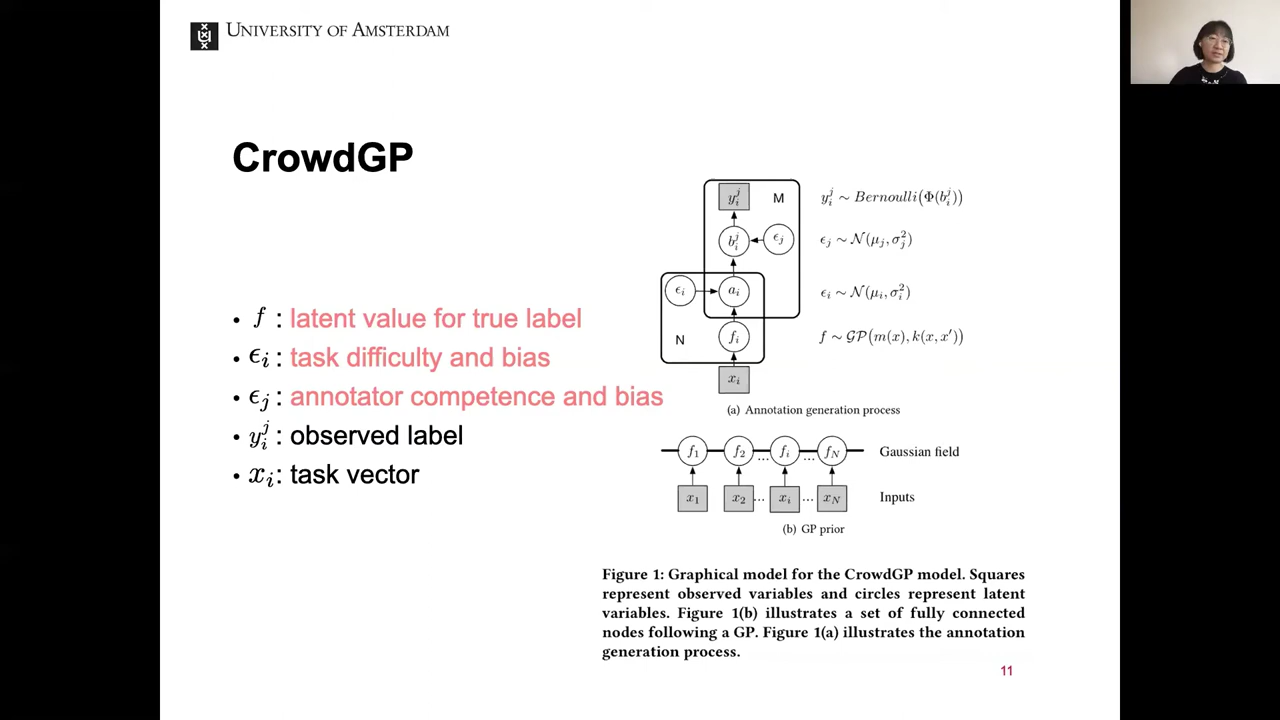 UNIVERSITY OF AMSTERDAM
CrowdGP
• f : latent value for true label
• ϵᵢ : task difficulty and bias
• ϵⱼ : annotator competence and bias
• yᵢʲ : observed label
• xᵢ : task vector
yᵢʲ M yᵢʲ ∼ Bernoulli(Φ(bᵢʲ))
bᵢʲ ϵⱼ ϵⱼ ∼ N(μⱼ, σⱼ²)
ϵᵢ aᵢ ϵᵢ ∼ N(μᵢ, σᵢ²)
N fᵢ f ∼ GP(m(x), k(x, x′))
xᵢ
(a) Annotation generation process
f₁ f₂ ... fᵢ ... f_N Gaussian field
x₁ x₂ ... xᵢ ... x_N Inputs
(b) GP prior
Figure 1: Graphical model for the CrowdGP model. Squares
represent observed variables and circles represent latent
variables. Figure 1(b) illustrates a set of fully connected
nodes following a GP. Figure 1(a) illustrates the annotation
generation process.
11